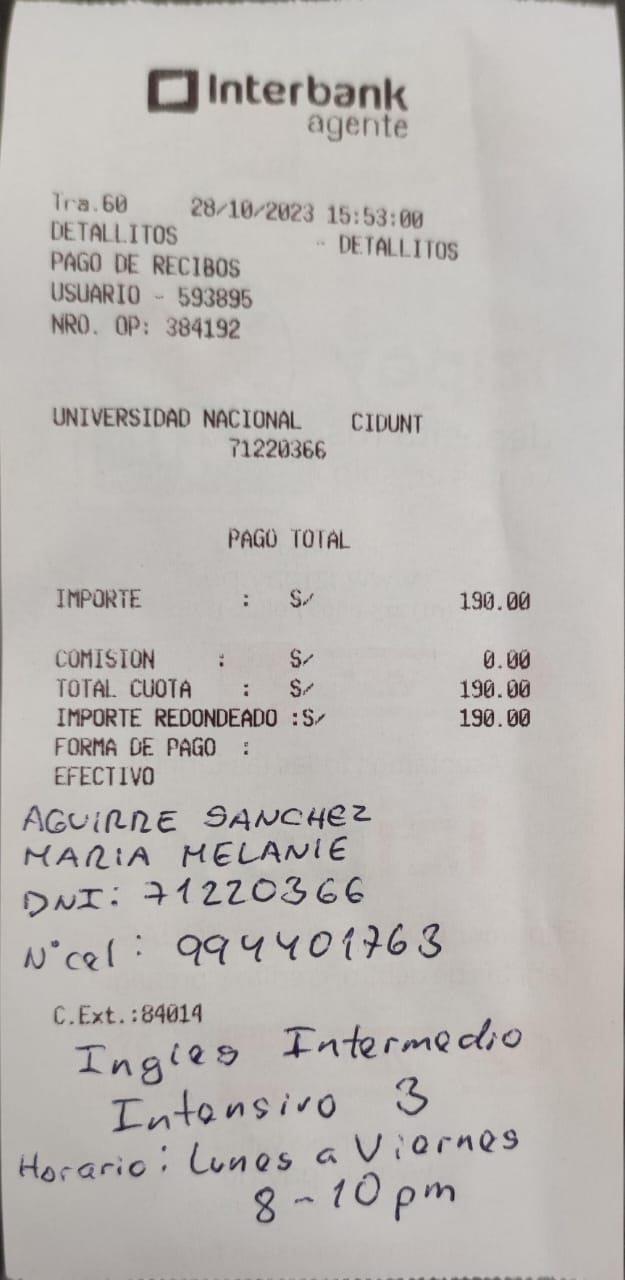 Interbank
agente
Tra.60 28/10/2023 15:53:00
DETALLITOS - DETALLITOS
PAGO DE RECIBOS
USUARIO - 593895
NRO. OP: 384192
UNIVERSIDAD NACIONAL CIDUNT
71220366
PAGO TOTAL
IMPORTE : S/ 190.00
COMISION : S/ 0.00
TOTAL CUOTA : S/ 190.00
IMPORTE REDONDEADO :S/ 190.00
FORMA DE PAGO :
EFECTIVO
AGUIRRE SANCHEZ
MARIA MELANIE
DNI: 71220366
N°cel: 994401763
C.Ext.:84014
Ingles Intermedio
Intensivo 3
Horario: Lunes a Viernes
8-10 pm